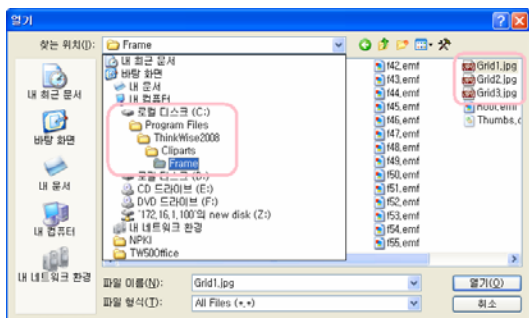 열기
찾는 위치(I):
Frame
내 최근 문서
바탕 화면
내 문서
내 컴퓨터
로컬 디스크 (C:)
Program Files
ThinkWise2008
Cliparts
Frame
로컬 디스크 (D:)
CD 드라이브 (E:)
DVD 드라이브 (F:)
'172,16,1,100'의 new disk (Z:)
내 네트워크 환경
NPKI
TW500ffice
f42,emf
f43,emf
f44,emf
f45,emf
f46,emf
f47,emf
f48,emf
f49,emf
f50,emf
f51,emf
f52,emf
f53,emf
f54,emf
f55,emf
Grid1,jpg
Grid2,jpg
Grid3,jpg
Thumbs,
내 최근 문서
바탕 화면
내 문서
내 컴퓨터
내 네트워크 환경
파일 이름(N):
Grid1,jpg
열기(O)
파일 형식(T):
All Files (*,*)
취소